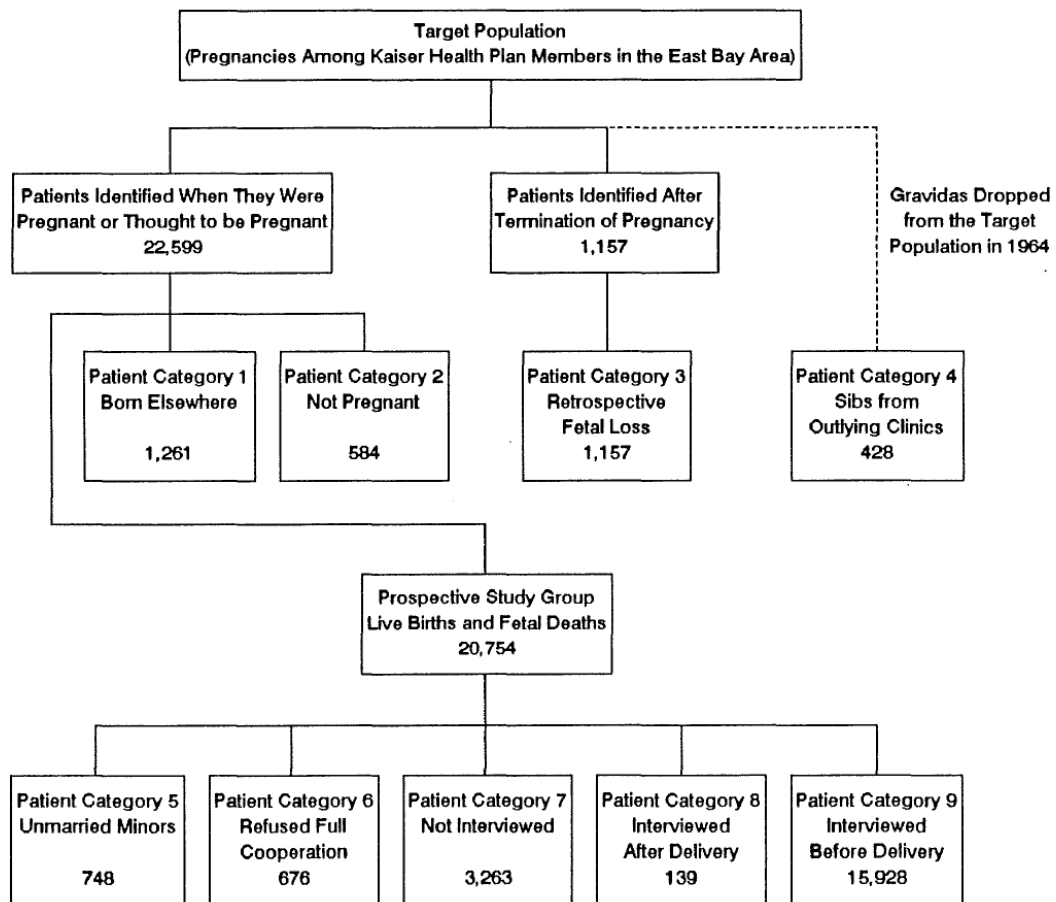 Target Population
(Pregnancies Among Kaiser Health Plan Members in the East Bay Area)
Patients Identified When They Were
Pregnant or Thought to be Pregnant
22,599
Patients Identified After
Termination of Pregnancy
1,157
Gravidas Dropped
from the Target
Population in 1964
Patient Category 1
Born Elsewhere
1,261
Patient Category 2
Not Pregnant
584
Patient Category 3
Retrospective
Fetal Loss
1,157
Patient Category 4
Sibs from
Outlying Clinics
428
Prospective Study Group
Live Births and Fetal Deaths
20,754
Patient Category 5
Unmarried Minors
748
Patient Category 6
Refused Full
Cooperation
676
Patient Category 7
Not Interviewed
3,263
Patient Category 8
Interviewed
After Delivery
139
Patient Category 9
Interviewed
Before Delivery
15,928